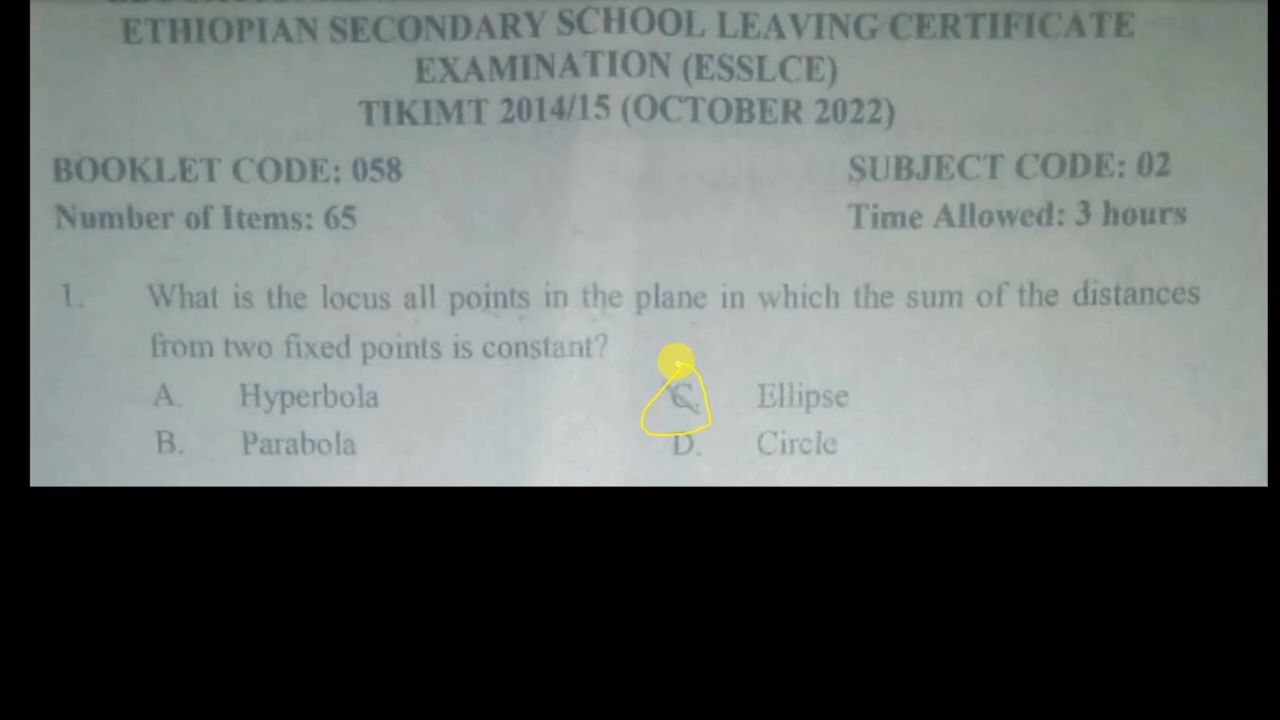 ETHIOPIAN SECONDARY SCHOOL LEAVING CERTIFICATE
EXAMINATION (ESSLCE)
TIKIMT 2014/15 (OCTOBER 2022)
BOOKLET CODE: 058 SUBJECT CODE: 02
Number of Items: 65 Time Allowed: 3 hours
1. What is the locus all points in the plane in which the sum of the distances
from two fixed points is constant?
A. Hyperbola C. Ellipse
B. Parabola D. Circle